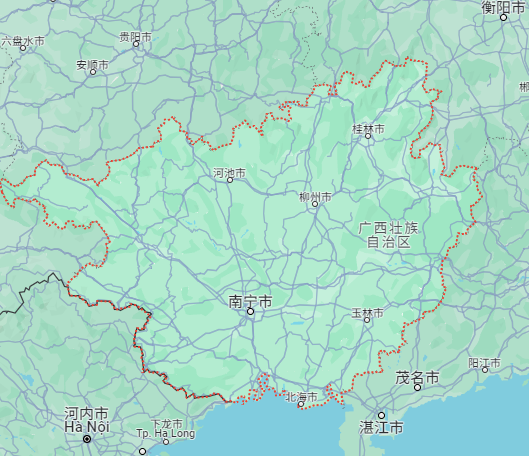 衡阳市
贵阳市
六盘水市
安顺市
郴
桂林市
河池市
柳州市
广西壮族
自治区
南宁市
玉林市
阳江市
茂名市
北海市
河内市
Hà Nội
下龙市
Tp. Hạ Long
湛江市